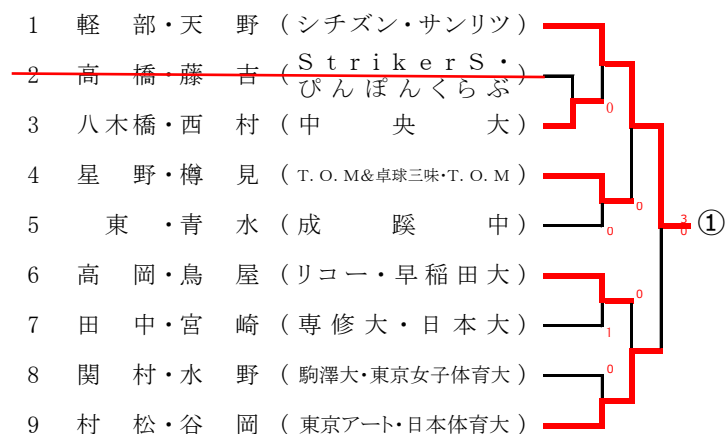 1 軽部・天野 (シチズン・サンリツ)
2 高橋・藤吉 (StrikerS・ぴんぽんくらぶ)
0
3 八木橋・西村 (中央大)
4 星野・樽見 (T.O.M&卓球三味・T.O.M)
0
5 東・青水 (成蹊中)
0
3
0
①
6 高岡・鳥屋 (リコー・早稲田大)
0
7 田中・宮崎 (専修大・日本大)
1
8 関村・水野 (駒澤大・東京女子体育大)
0
9 村松・谷岡 (東京アート・日本体育大)